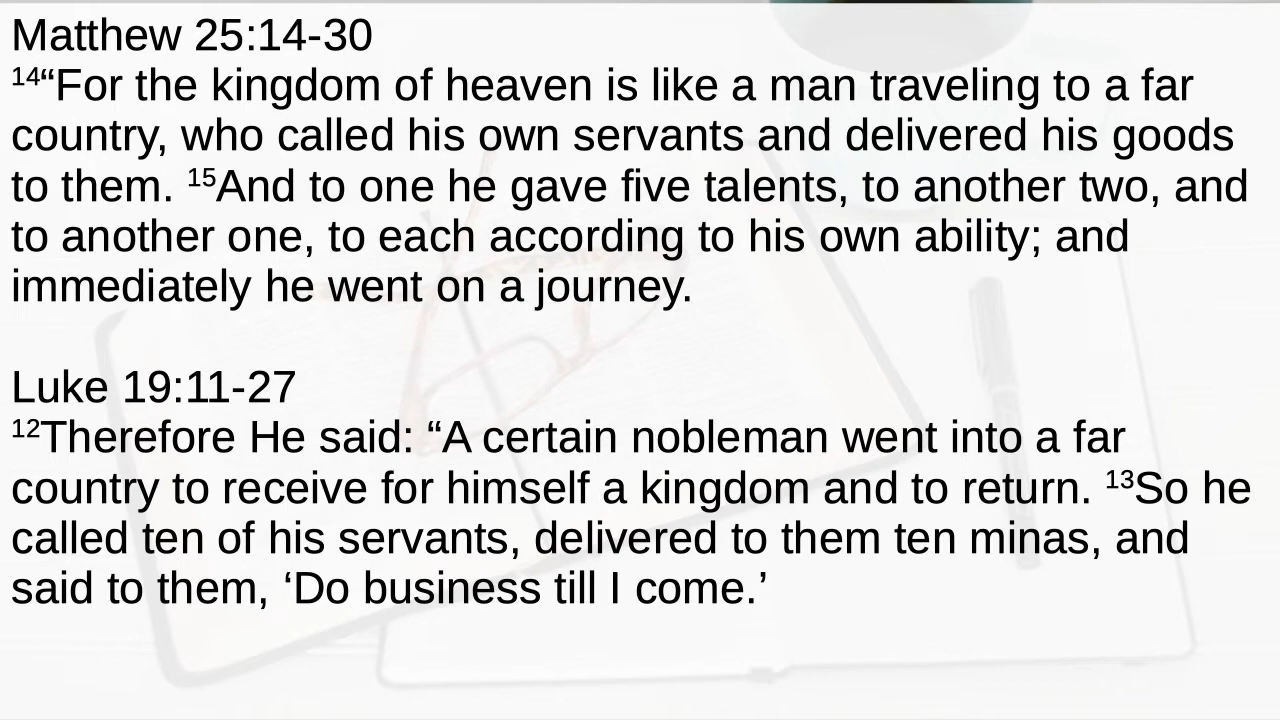 Matthew 25:14-30
14“For the kingdom of heaven is like a man traveling to a far
country, who called his own servants and delivered his goods
to them. 15And to one he gave five talents, to another two, and
to another one, to each according to his own ability; and
immediately he went on a journey.
Luke 19:11-27
12Therefore He said: “A certain nobleman went into a far
country to receive for himself a kingdom and to return. 13So he
called ten of his servants, delivered to them ten minas, and
said to them, ‘Do business till I come.’